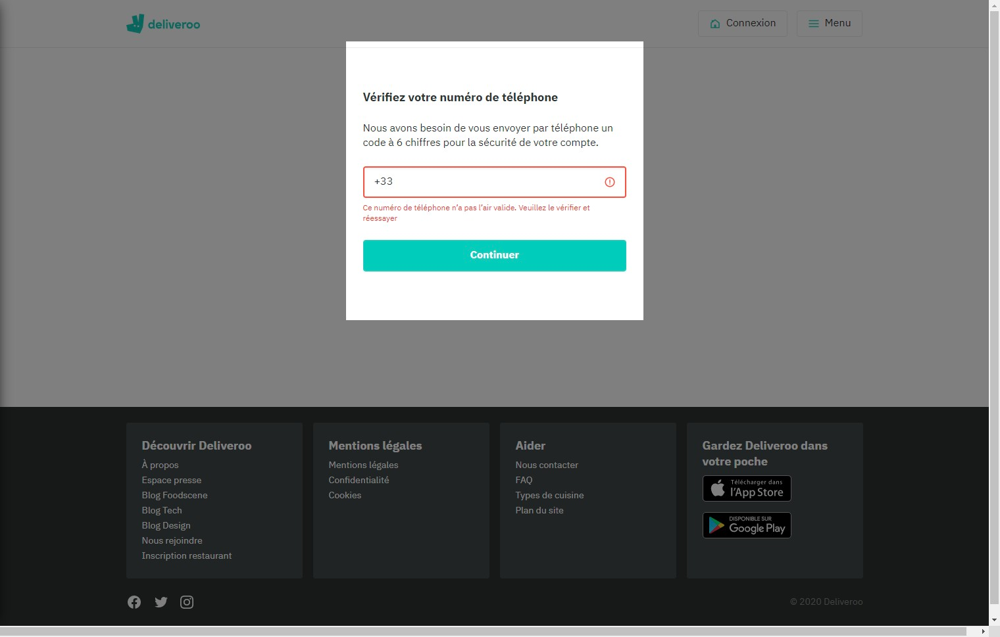 deliveroo
Connexion
Menu
Vérifiez votre numéro de téléphone
Nous avons besoin de vous envoyer par téléphone un
code à 6 chiffres pour la sécurité de votre compte.
+33
Ce numéro de téléphone n’a pas l’air valide. Veuillez le vérifier et
réessayer
Continuer
Découvrir Deliveroo
À propos
Espace presse
Blog Foodscene
Blog Tech
Blog Design
Nous rejoindre
Inscription restaurant
Mentions légales
Mentions légales
Confidentialité
Cookies
Aider
Nous contacter
FAQ
Types de cuisine
Plan du site
Gardez Deliveroo dans
votre poche
Télécharger dans
l’App Store
DISPONIBLE SUR
Google Play
© 2020 Deliveroo